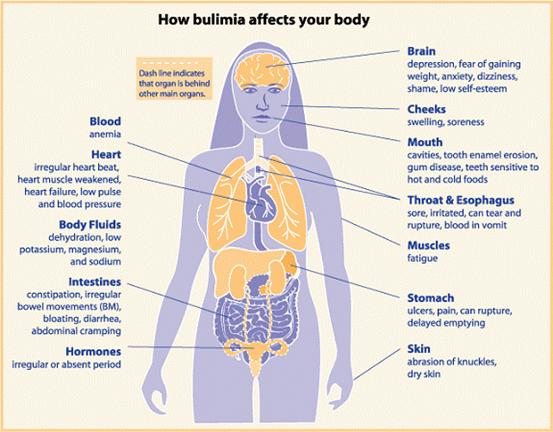 How bulimia affects your body
Dash line indicates
that organ is behind
other main organs.
Blood
anemia
Heart
irregular heart beat,
heart muscle weakened,
heart failure, low pulse
and blood pressure
Body Fluids
dehydration, low
potassium, magnesium,
and sodium
Intestines
constipation, irregular
bowel movements (BM),
bloating, diarrhea,
abdominal cramping
Hormones
irregular or absent period
Brain
depression, fear of gaining
weight, anxiety, dizziness,
shame, low self-esteem
Cheeks
swelling, soreness
Mouth
cavities, tooth enamel erosion,
gum disease, teeth sensitive to
hot and cold foods
Throat & Esophagus
sore, irritated, can tear and
rupture, blood in vomit
Muscles
fatigue
Stomach
ulcers, pain, can rupture,
delayed emptying
Skin
abrasion of knuckles,
dry skin